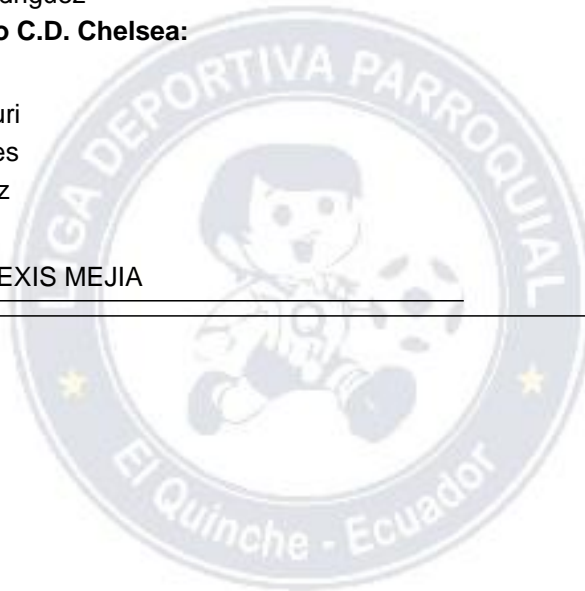 o C.D. Chelsea:
uri
es
z
EXIS MEJIA
LIGA DEPORTIVA PARROQUIAL
Q
El Quinche - Ecuador